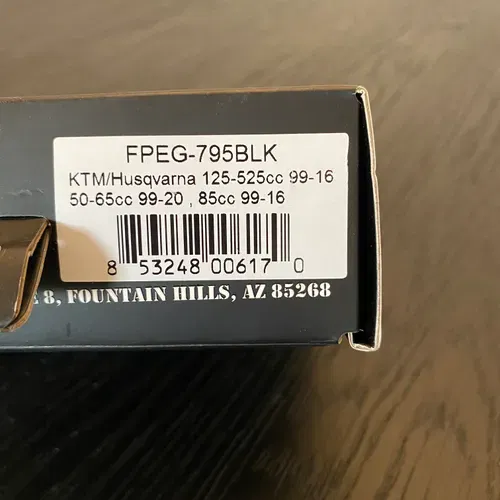 FPEG-795BLK
KTM/Husqvarna 125-525cc 99-16
50-65cc 99-20 , 85cc 99-16
8 53248 00617 0
8, FOUNTAIN HILLS, AZ 85268